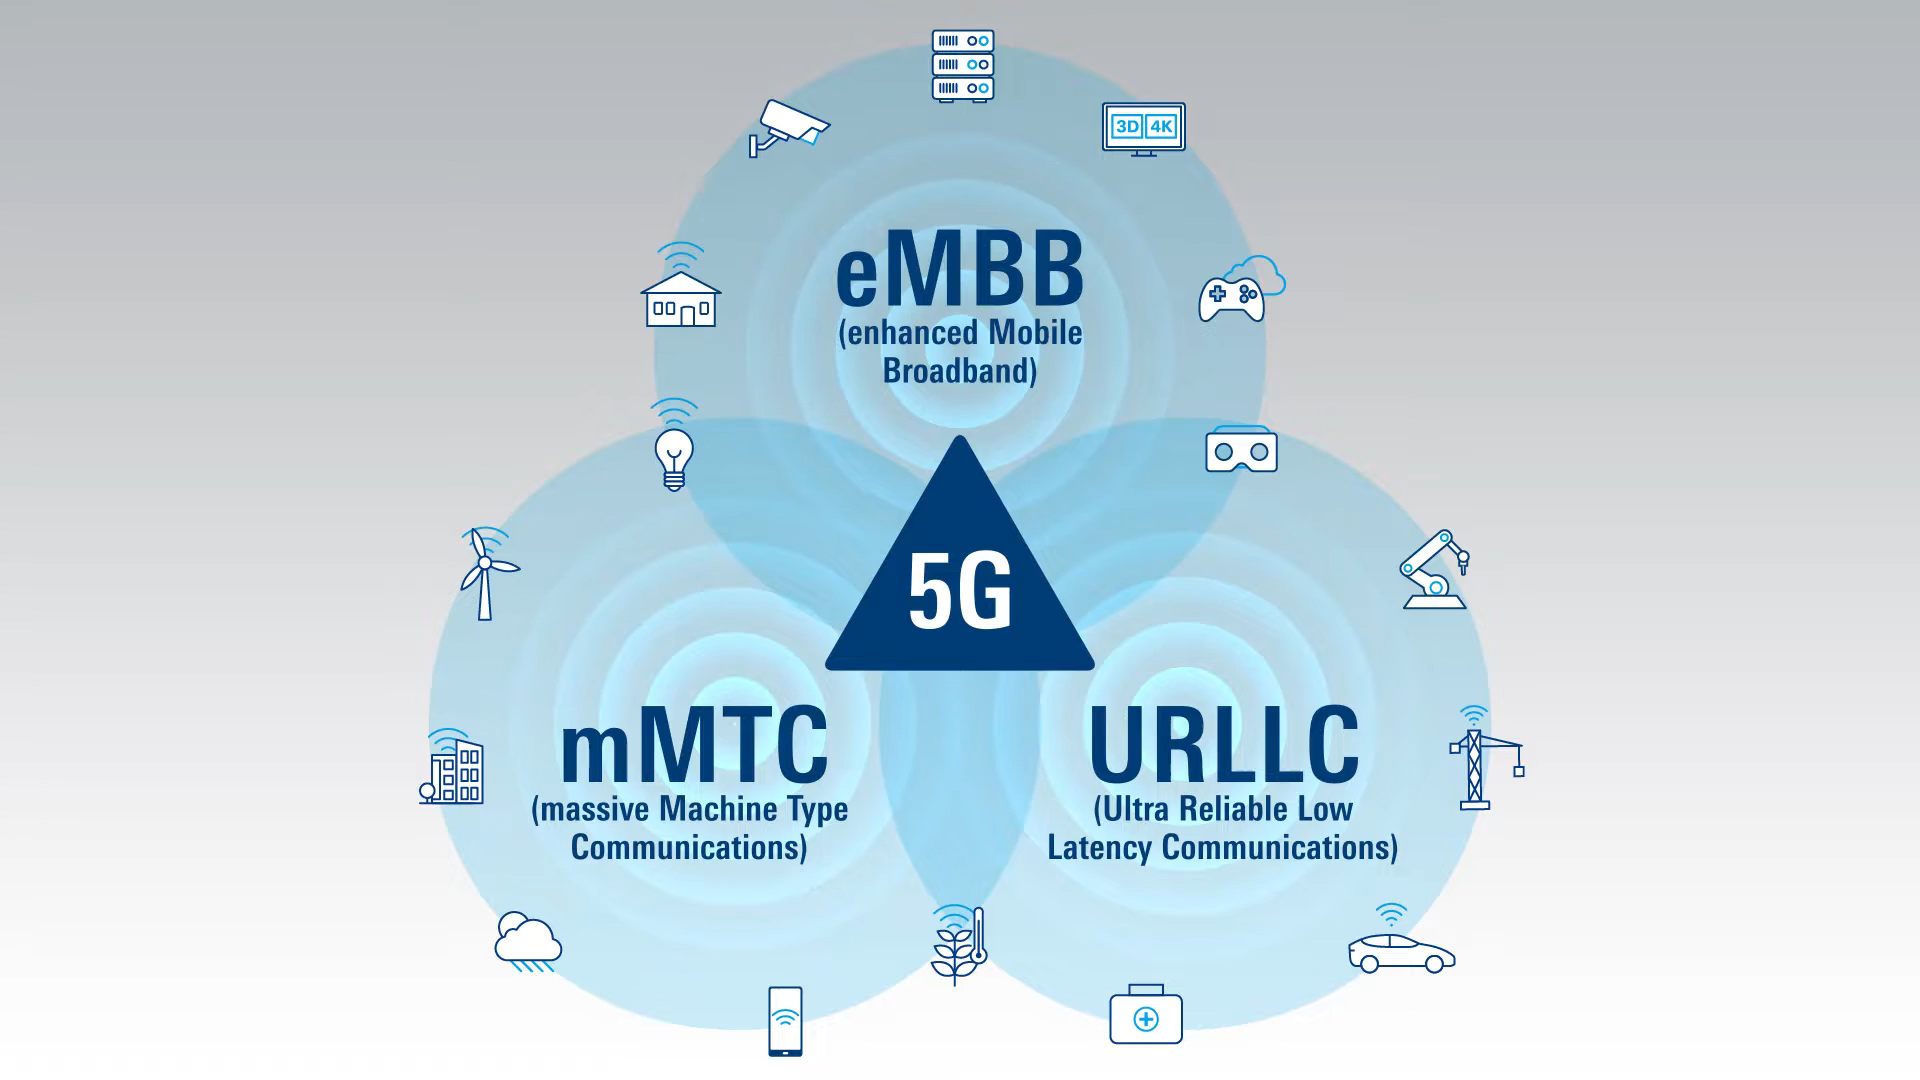 3D 4K
eMBB
(enhanced Mobile
Broadband)
5G
mMTC
(massive Machine Type
Communications)
URLLC
(Ultra Reliable Low
Latency Communications)